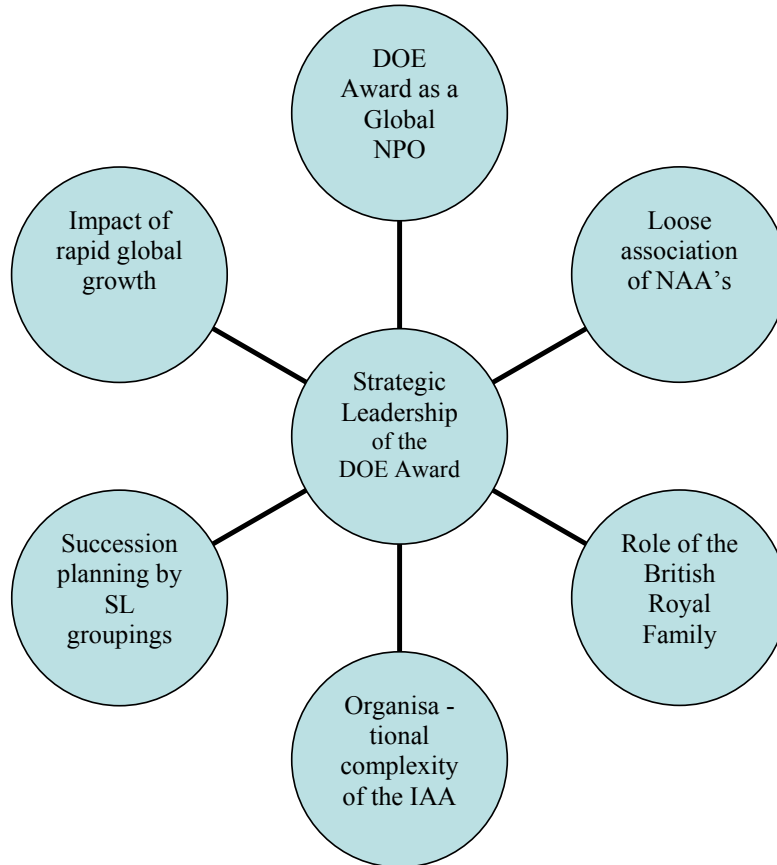 DOE
Award as a
Global
NPO
Impact of
rapid global
growth
Loose
association
of NAA’s
Strategic
Leadership
of the
DOE Award
Succession
planning by
SL
groupings
Role of the
British
Royal
Family
Organisa -
tional
complexity
of the IAA